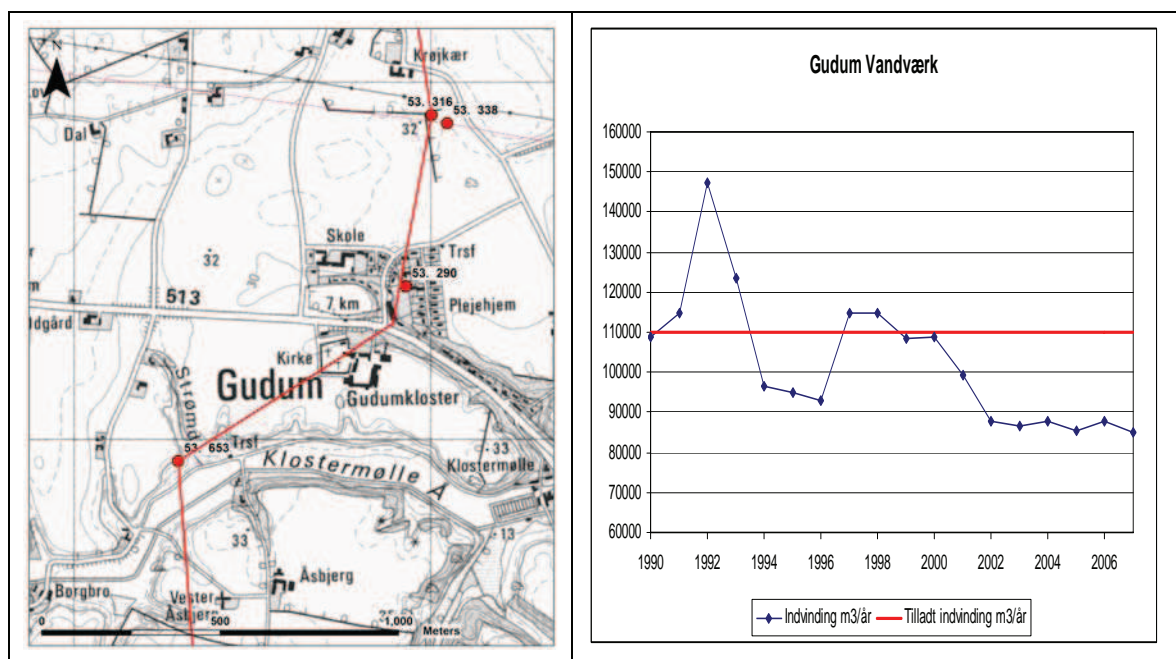 N
Krøjkær
53. 316
53. 338
32
Dal
Skole
Trsf
32
30
53. 290
513
7 km
Plejehjem
ldgård
Kirke
Gudum
Gudumkloster
Strømd
53. 653
Trsf
33
Klostermølle Å
Klostermølle
33
13
Åsbjerg
Borgbro
Vester
Åsbjerg
0 500 1,000
Meters
Gudum Vandværk
160000
150000
140000
130000
120000
110000
100000
90000
80000
70000
60000
1990 1992 1994 1996 1998 2000 2002 2004 2006
Indvinding m3/år Tilladt indvinding m3/år